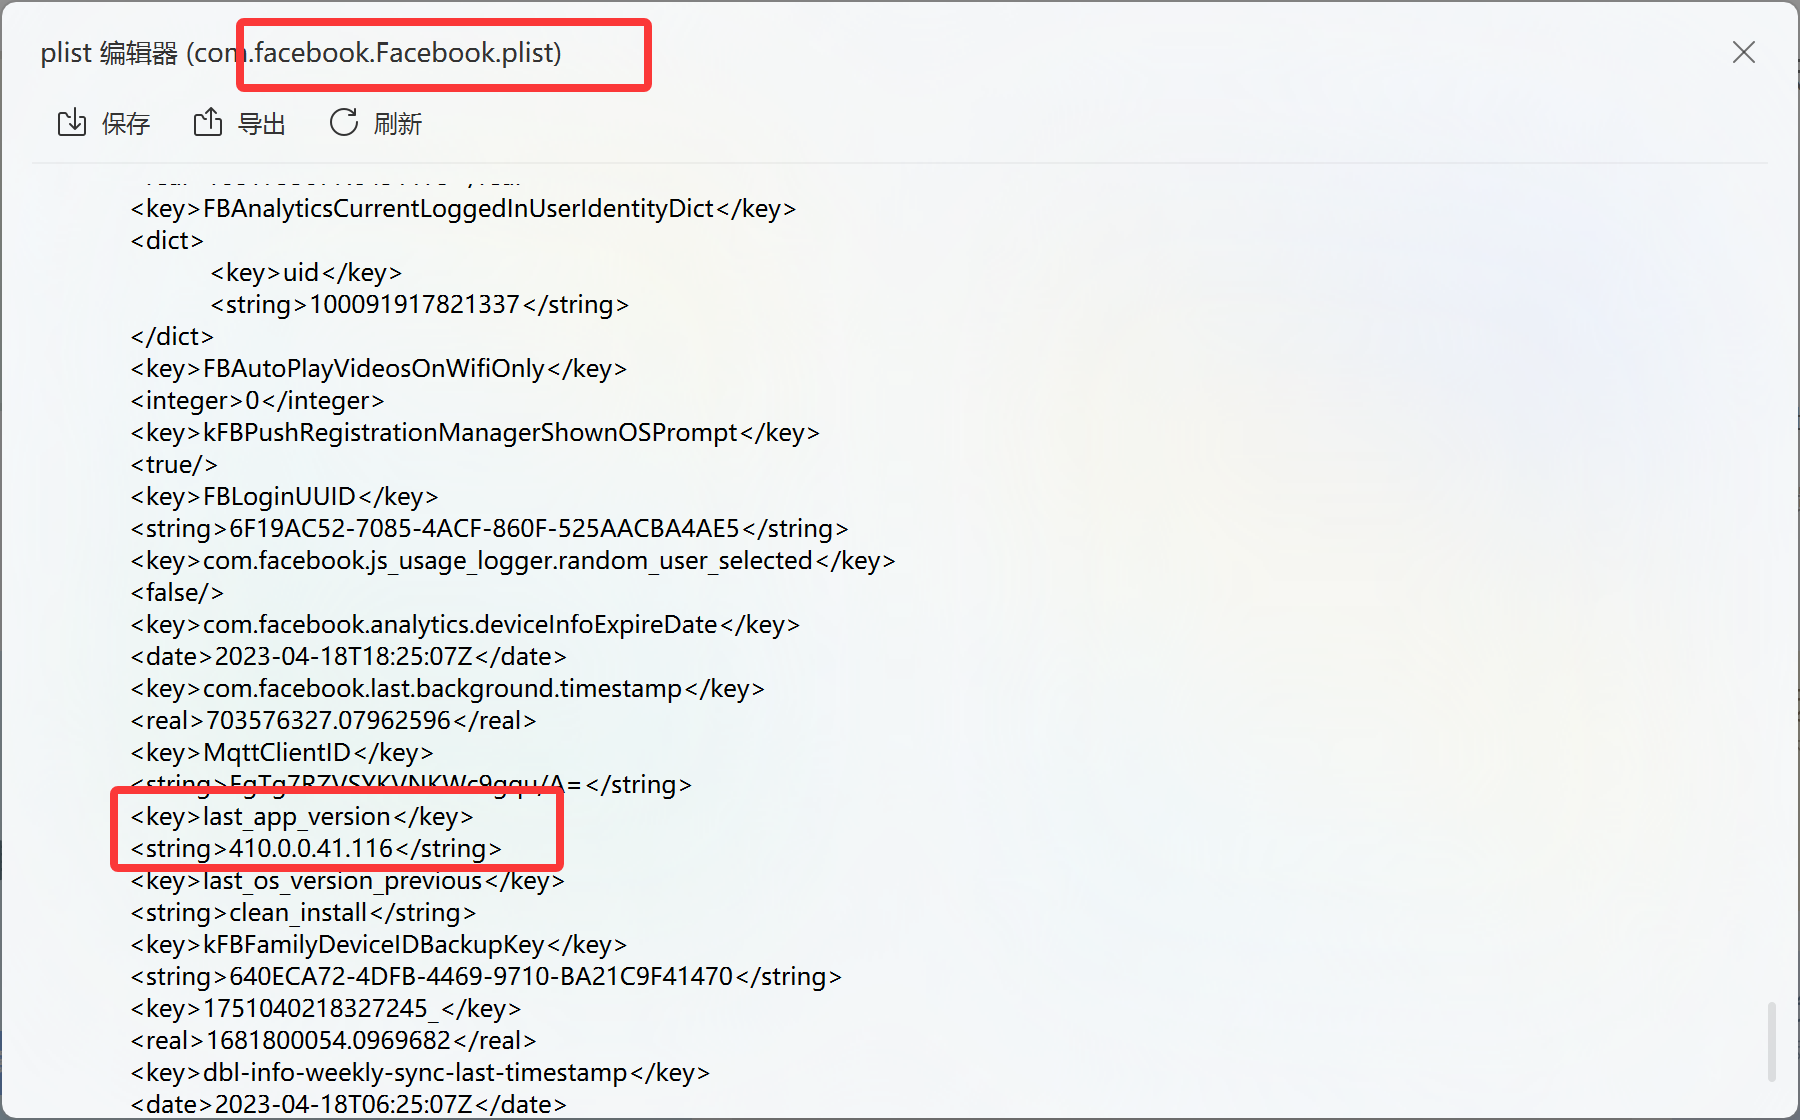 plist 编辑器 (com.facebook.Facebook.plist)
保存 导出 刷新
<key>FBAnalyticsCurrentLoggedInUserIdentityDict</key>
<dict>
<key>uid</key>
<string>100091917821337</string>
</dict>
<key>FBAutoPlayVideosOnWifiOnly</key>
<integer>0</integer>
<key>kFBPushRegistrationManagerShownOSPrompt</key>
<true/>
<key>FBLoginUUID</key>
<string>6F19AC52-7085-4ACF-860F-525AACBA4AE5</string>
<key>com.facebook.js_usage_logger.random_user_selected</key>
<false/>
<key>com.facebook.analytics.deviceInfoExpireDate</key>
<date>2023-04-18T18:25:07Z</date>
<key>com.facebook.last.background.timestamp</key>
<real>703576327.07962596</real>
<key>MqttClientID</key>
</string>
<key>last_app_version</key>
<string>410.0.0.41.116</string>
<key>last_os_version_previous</key>
<string>clean_install</string>
<key>kFBFamilyDeviceIDBackupKey</key>
<string>640ECA72-4DFB-4469-9710-BA21C9F41470</string>
<key>1751040218327245_</key>
<real>1681800054.0969682</real>
<key>dbl-info-weekly-sync-last-timestamp</key>
<date>2023-04-18T06:25:07Z</date>